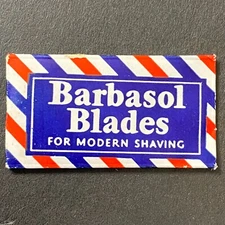 Barbasol
Blades
FOR MODERN SHAVING